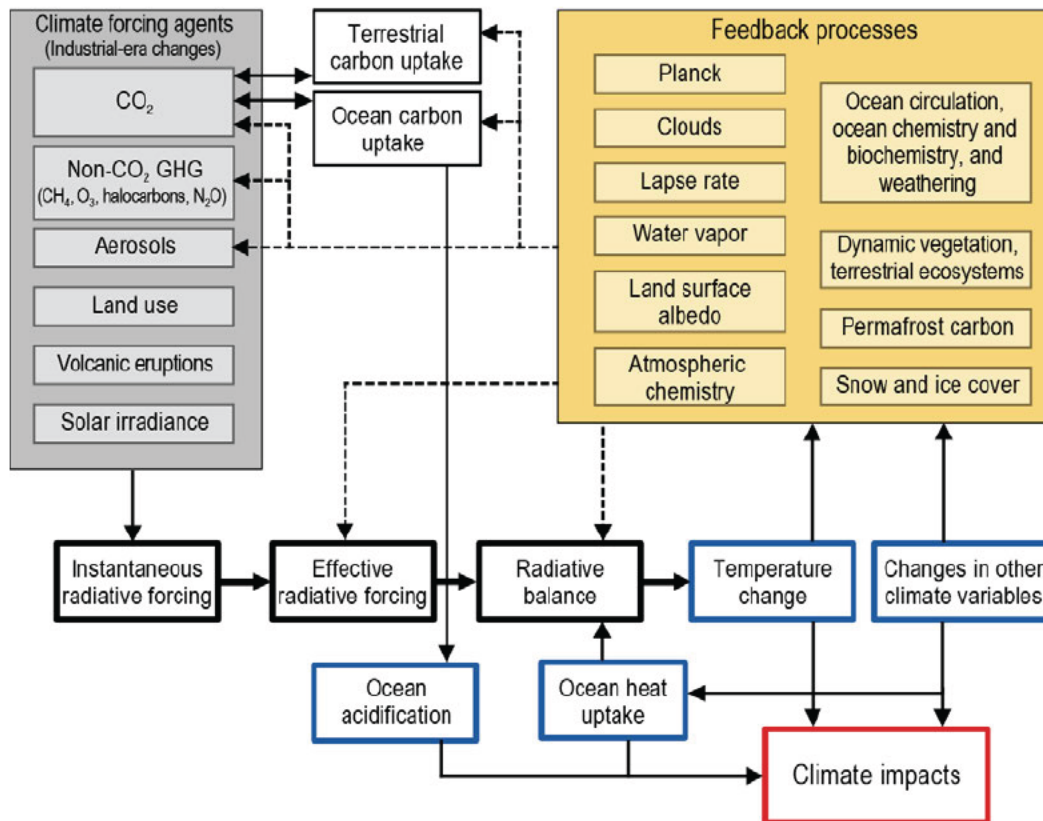 Climate forcing agents
(Industrial-era changes)
CO₂
Non-CO₂ GHG
(CH₄, O₃, halocarbons, N₂O)
Aerosols
Land use
Volcanic eruptions
Solar irradiance
Terrestrial
carbon uptake
Ocean carbon
uptake
Feedback processes
Planck
Clouds
Lapse rate
Water vapor
Land surface
albedo
Atmospheric
chemistry
Ocean circulation,
ocean chemistry and
biochemistry, and
weathering
Dynamic vegetation,
terrestrial ecosystems
Permafrost carbon
Snow and ice cover
Instantaneous
radiative forcing
Effective
radiative forcing
Radiative
balance
Temperature
change
Changes in other
climate variables
Ocean
acidification
Ocean heat
uptake
Climate impacts